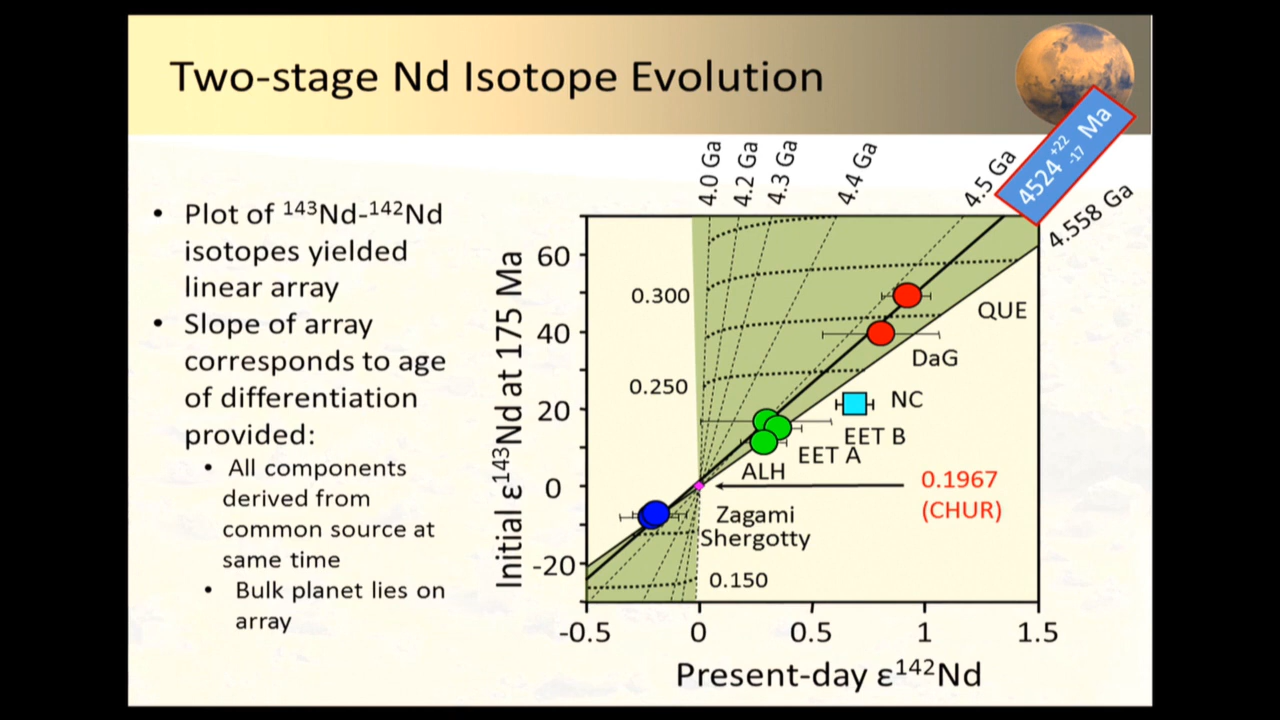 Two-stage Nd Isotope Evolution
• Plot of ¹⁴³Nd-¹⁴²Nd
isotopes yielded
linear array
• Slope of array
corresponds to age
of differentiation
provided:
• All components
derived from
common source at
same time
• Bulk planet lies on
array
4.0 Ga
4.2 Ga
4.3 Ga
4.4 Ga
4.5 Ga
4524 +22 -17 Ma
4.558 Ga
Initial ε¹⁴³Nd at 175 Ma
60
40
20
0
-20
0.300
0.250
QUE
DaG
NC
EET B
EET A
ALH
0.1967
(CHUR)
Zagami
Shergotty
0.150
-0.5
0
0.5
1
1.5
Present-day ε¹⁴²Nd